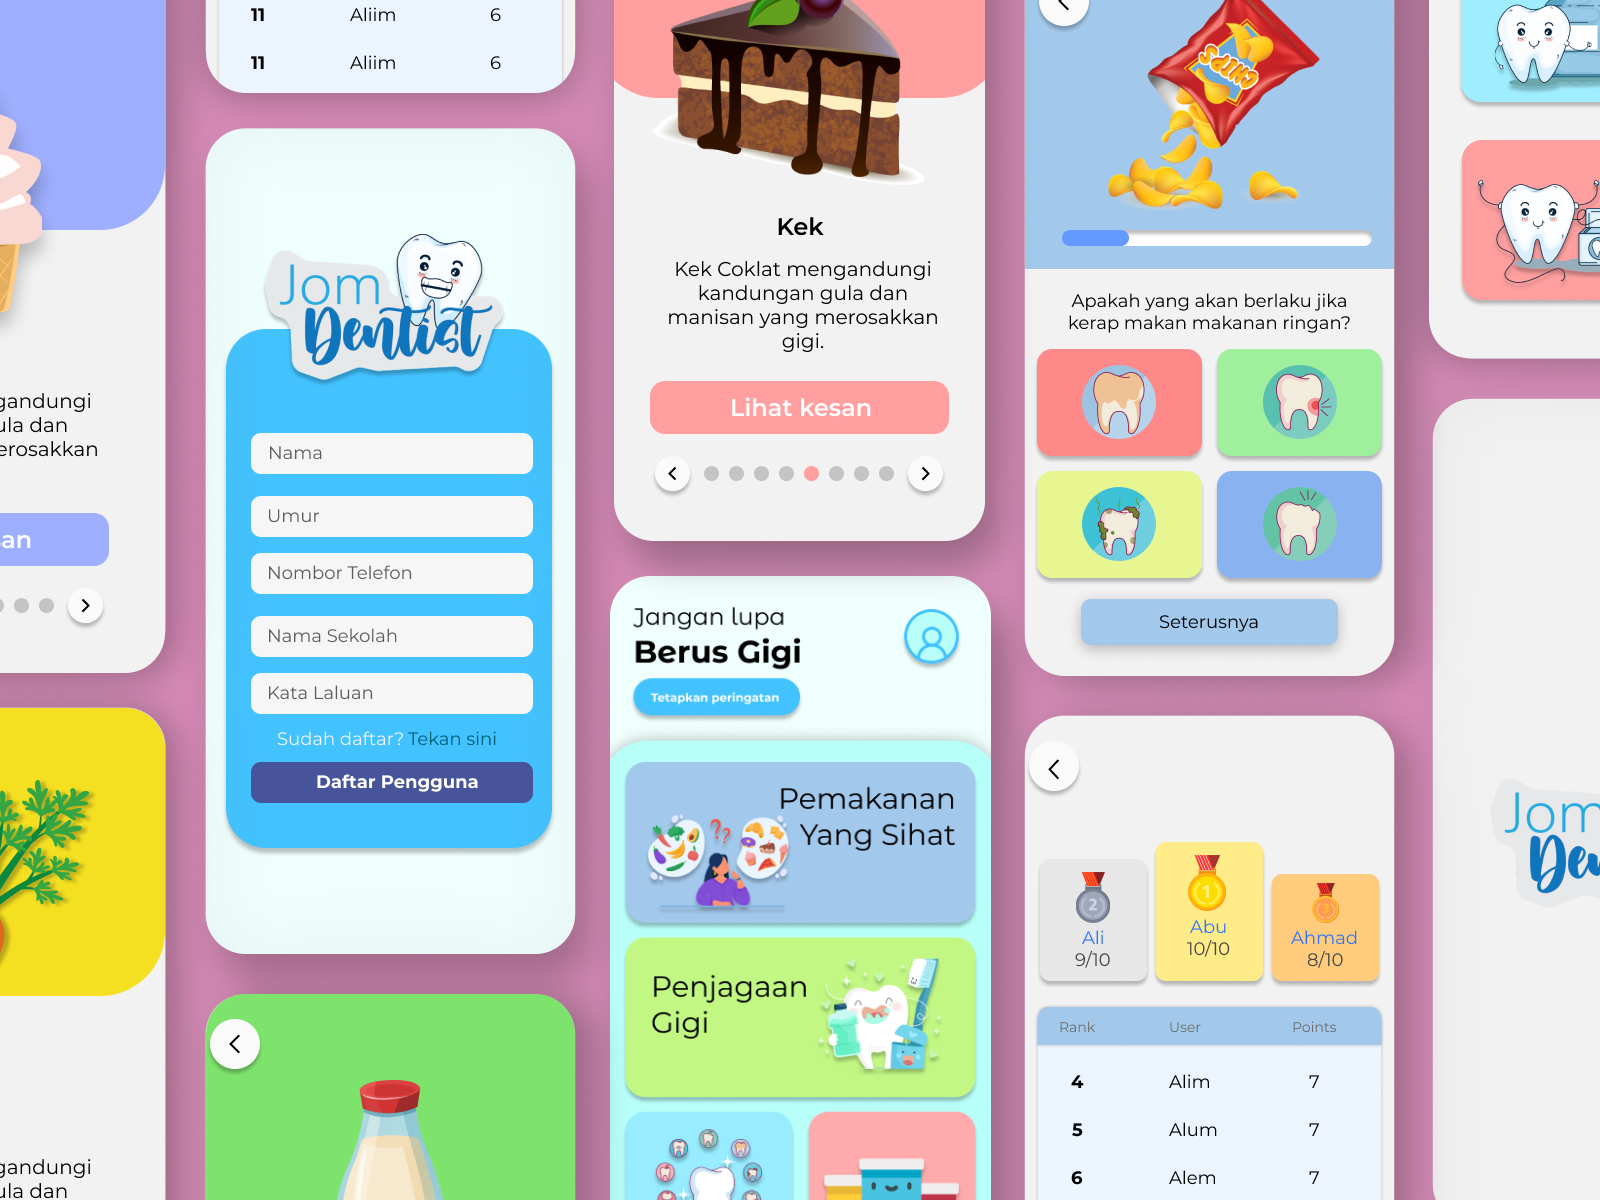 gandungi
ula dan
erosakkan
san
gandungi
ula dan
11 Aliim 6
11 Aliim 6
Jom
Dentist
Nama
Umur
Nombor Telefon
Nama Sekolah
Kata Laluan
Sudah daftar? Tekan sini
Daftar Pengguna
Kek
Kek Coklat mengandungi
kandungan gula dan
manisan yang merosakkan
gigi.
Lihat kesan
Jangan lupa
Berus Gigi
Tetapkan peringatan
Pemakanan
Yang Sihat
??
Penjagaan
Gigi
CHIPS
Apakah yang akan berlaku jika
kerap makan makanan ringan?
Seterusnya
2
Ali
9/10
1
Abu
10/10
3
Ahmad
8/10
Rank User Points
4 Alim 7
5 Alum 7
6 Alem 7
Jom
Den